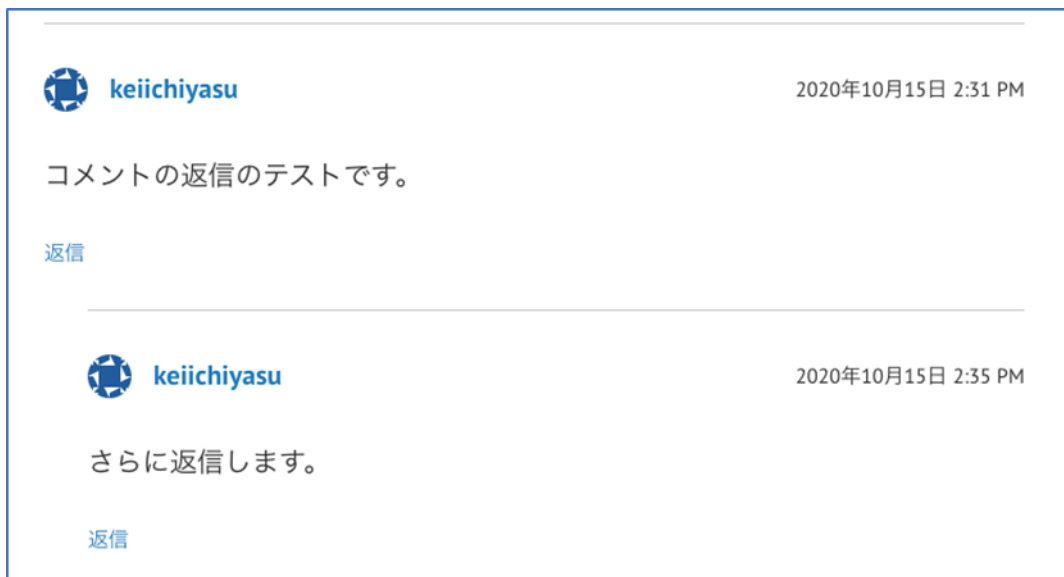 keiichiyasu 2020年10月15日 2:31 PM
コメントの返信のテストです。
返信
keiichiyasu 2020年10月15日 2:35 PM
さらに返信します。
返信